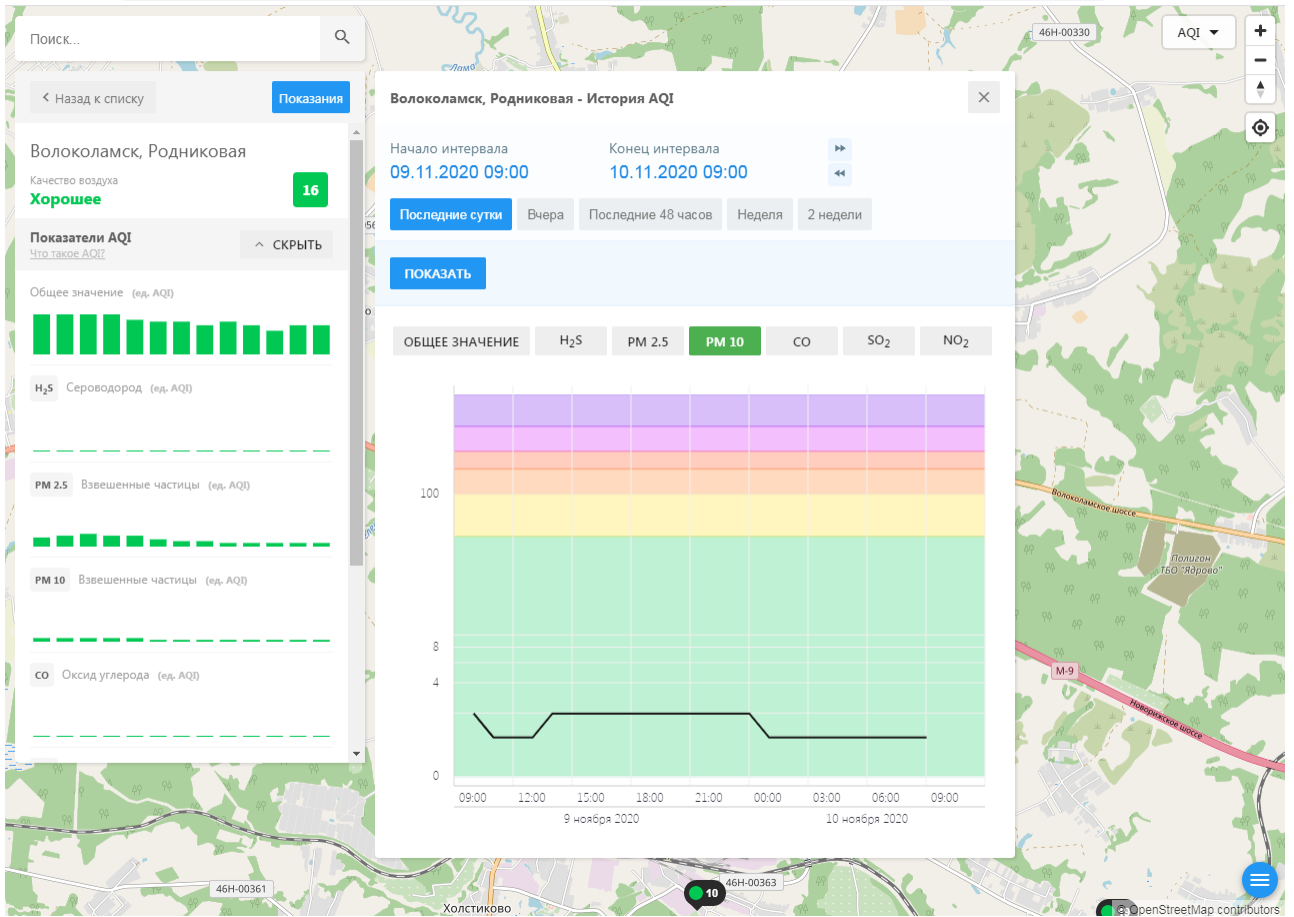 Поиск...
46Н-00330
AQI
+
−
Ламо
Назад к списку
Показания
Волоколамск, Родниковая - История AQI
Волоколамск, Родниковая
Качество воздуха
Хорошее
16
Начало интервала
Конец интервала
09.11.2020 09:00
10.11.2020 09:00
Последние сутки
Вчера
Последние 48 часов
Неделя
2 недели
Показатели AQI
Что такое AQI?
СКРЫТЬ
ПОКАЗАТЬ
Общее значение (ед. AQI)
ОБЩЕЕ ЗНАЧЕНИЕ
H2S
PM 2.5
PM 10
CO
SO2
NO2
H2S Сероводород (ед. AQI)
PM 2.5 Взвешенные частицы (ед. AQI)
PM 10 Взвешенные частицы (ед. AQI)
CO Оксид углерода (ед. AQI)
100
8
4
0
09:00
12:00
15:00
18:00
21:00
00:00
03:00
06:00
09:00
9 ноября 2020
10 ноября 2020
Волоколамское шоссе
Полигон
ТБО "Ядрово"
М-9
Новорижское шоссе
46Н-00361
46Н-00363
10
Холстиково
© OpenStreetMap contributors